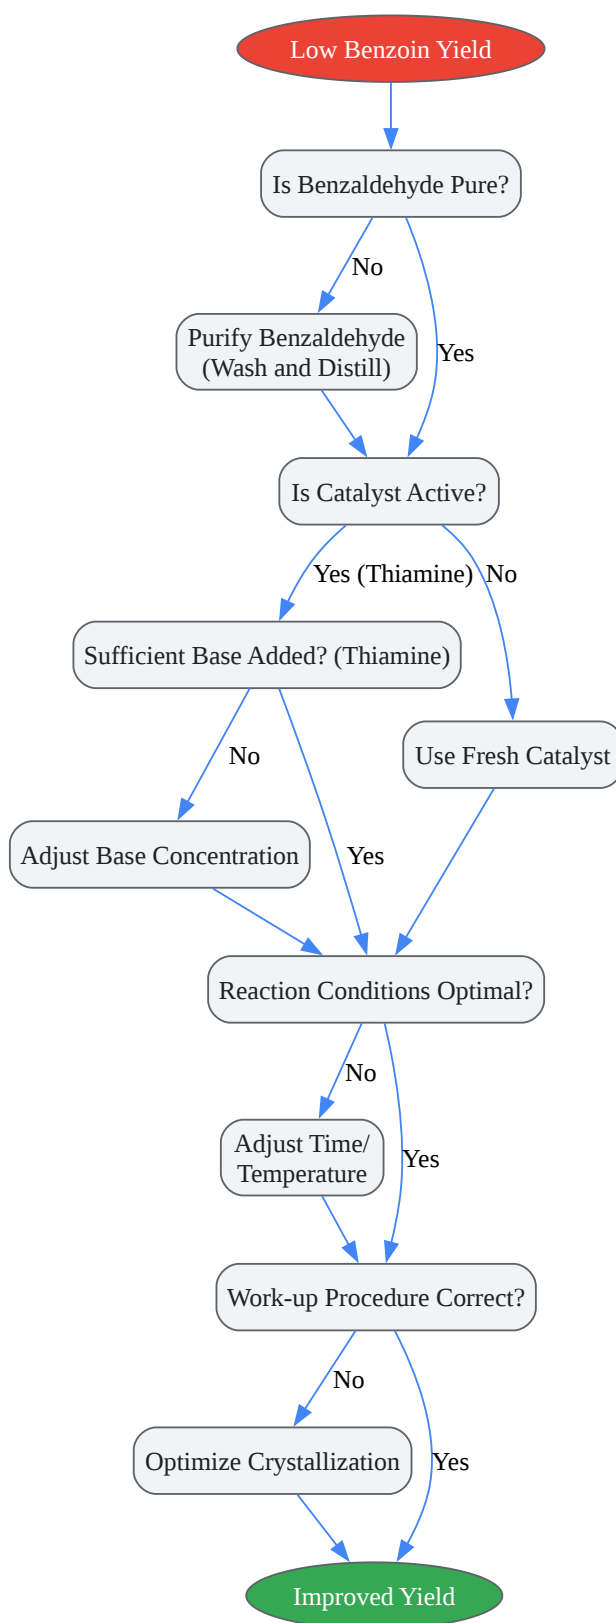 Low Benzoin Yield
Is Benzaldehyde Pure?
No
Purify Benzaldehyde
(Wash and Distill)
Yes
Is Catalyst Active?
Yes (Thiamine)
No
Sufficient Base Added? (Thiamine)
No
Use Fresh Catalyst
Adjust Base Concentration
Yes
Reaction Conditions Optimal?
No
Adjust Time/
Temperature
Yes
Work-up Procedure Correct?
No
Optimize Crystallization
Yes
Improved Yield